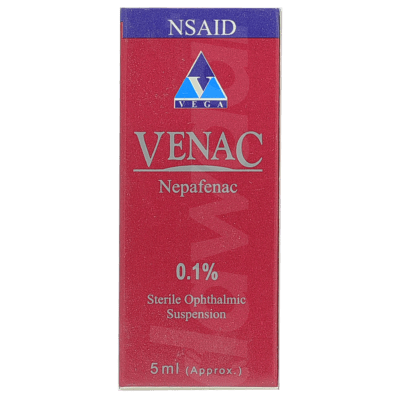 NSAID
V
VEGA
VENAC
Nepafenac
0.1%
Sterile Ophthalmic
Suspension
5ml (Approx.)